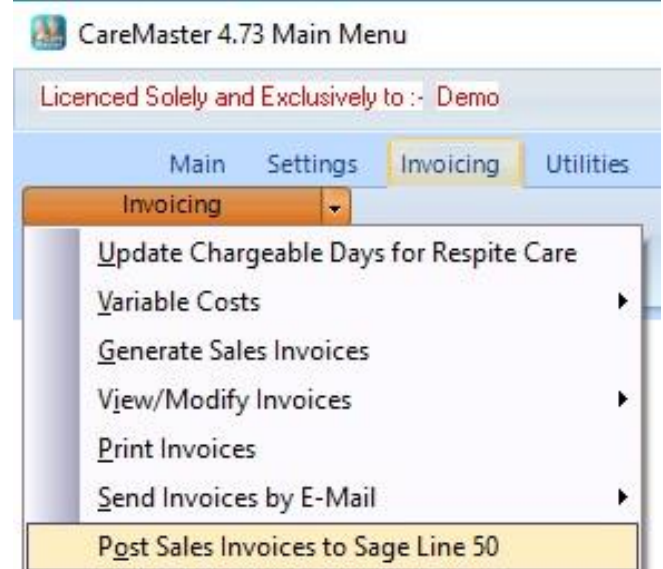 CareMaster 4.73 Main Menu
Licenced Solely and Exclusively to :- Demo
Main Settings Invoicing Utilities
Invoicing
Update Chargeable Days for Respite Care
Variable Costs
Generate Sales Invoices
View/Modify Invoices
Print Invoices
Send Invoices by E-Mail
Post Sales Invoices to Sage Line 50